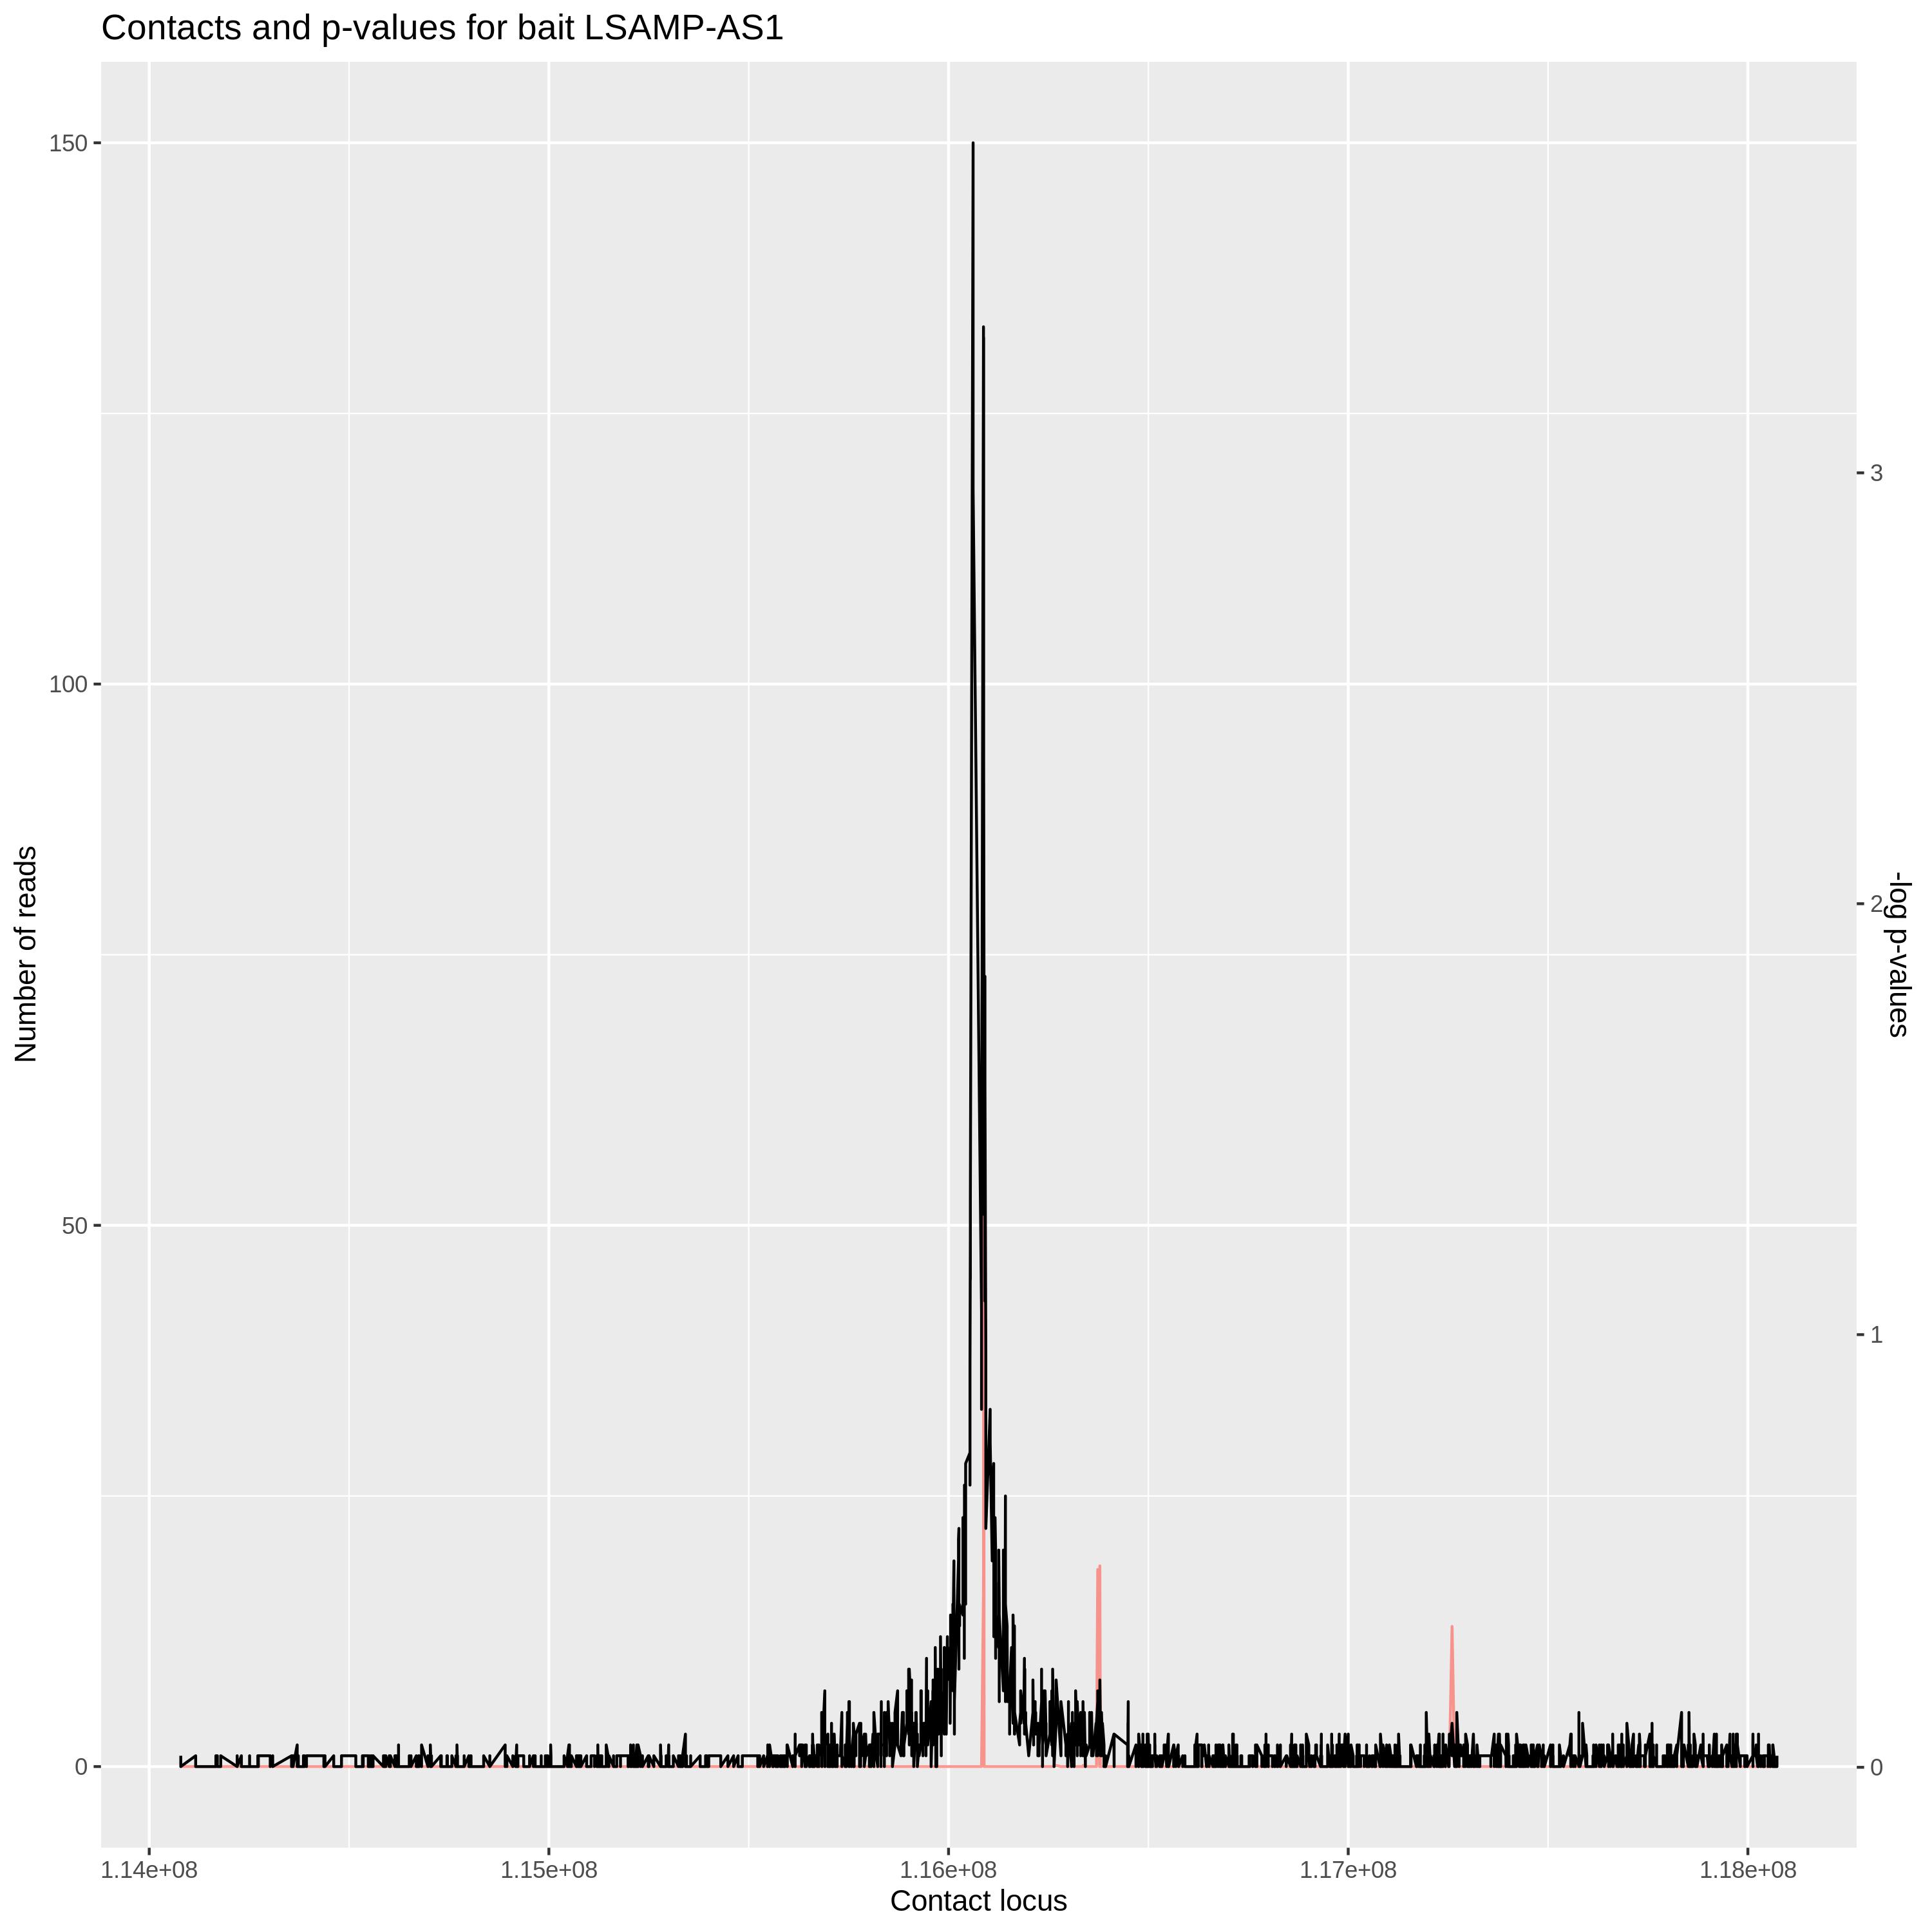 Contacts and p-values for bait LSAMP-AS1
150
100
50
0
Number of reads
3
2
1
0
-log p-values
1.14e+08 1.15e+08 1.16e+08 1.17e+08 1.18e+08
Contact locus